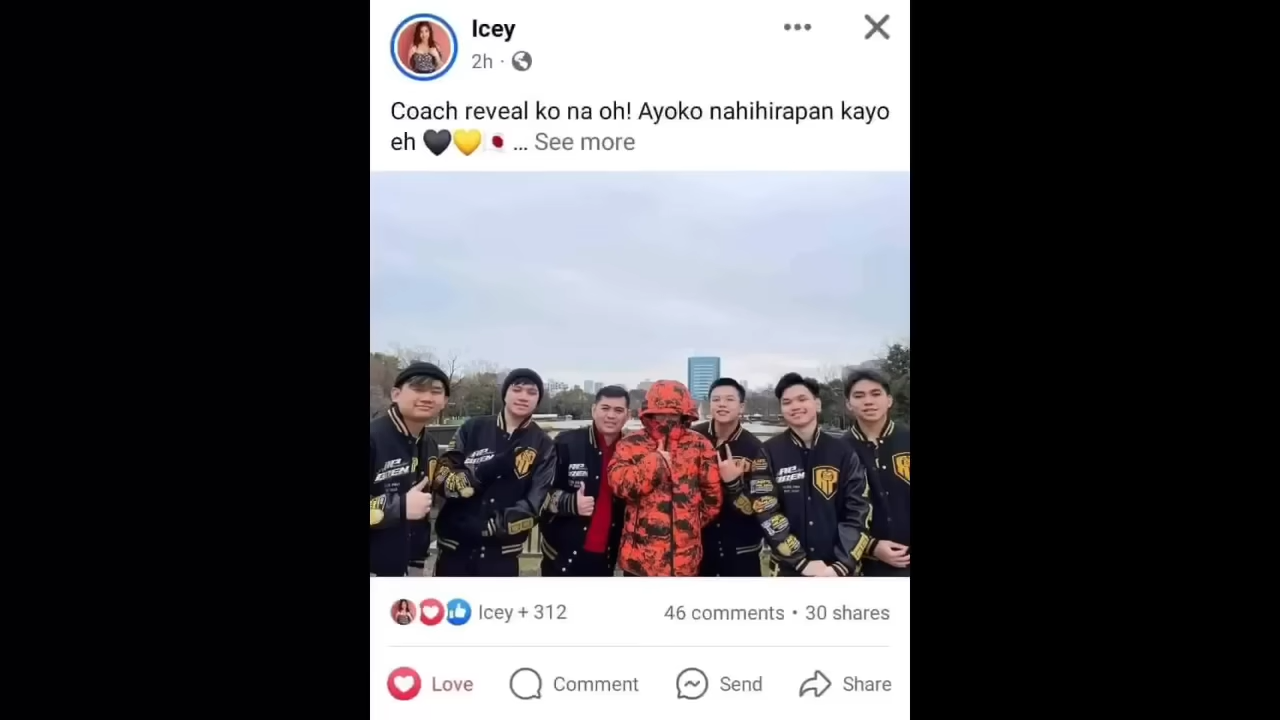 Icey
2h ·
Coach reveal ko na oh! Ayoko nahihirapan kayo
eh 🖤💛🇯🇵 ... See more
Icey + 312
46 comments • 30 shares
Love
Comment
Send
Share